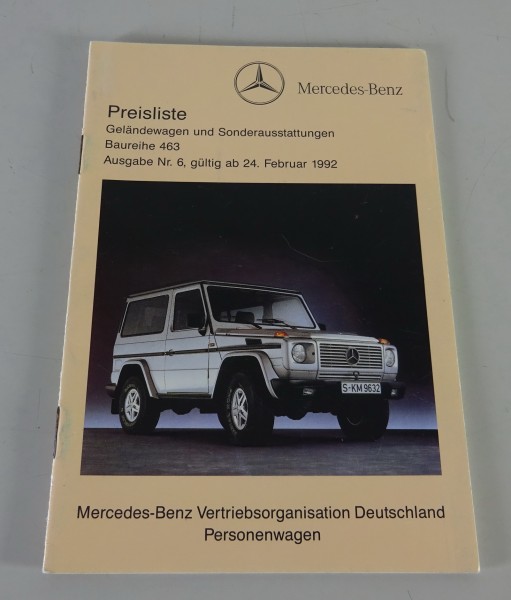 Mercedes-Benz
Preisliste
Geländewagen und Sonderausstattungen
Baureihe 463
Ausgabe Nr. 6, gültig ab 24. Februar 1992
S-KM 9632
Mercedes-Benz Vertriebsorganisation Deutschland
Personenwagen